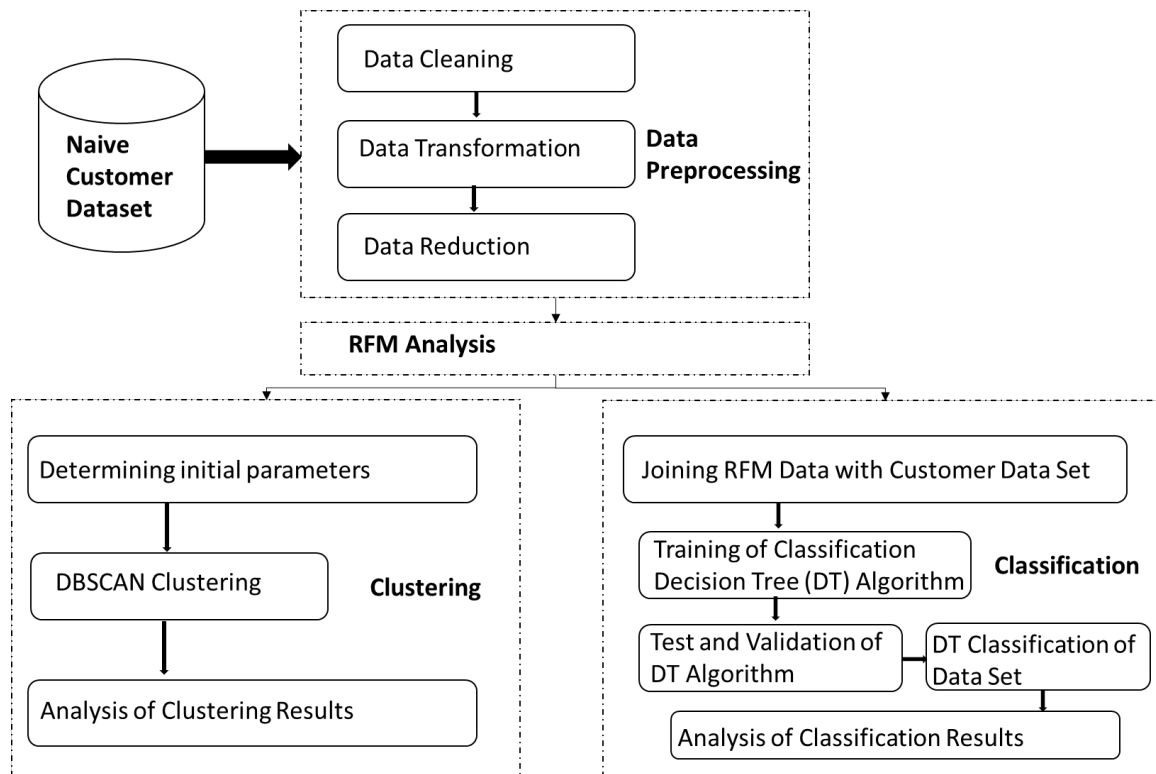 Naive
Customer
Dataset
Data Cleaning
Data Transformation
Data Reduction
Data
Preprocessing
RFM Analysis
Determining initial parameters
DBSCAN Clustering
Analysis of Clustering Results
Clustering
Joining RFM Data with Customer Data Set
Training of Classification
Decision Tree (DT) Algorithm
Classification
Test and Validation of
DT Algorithm
DT Classification of
Data Set
Analysis of Classification Results